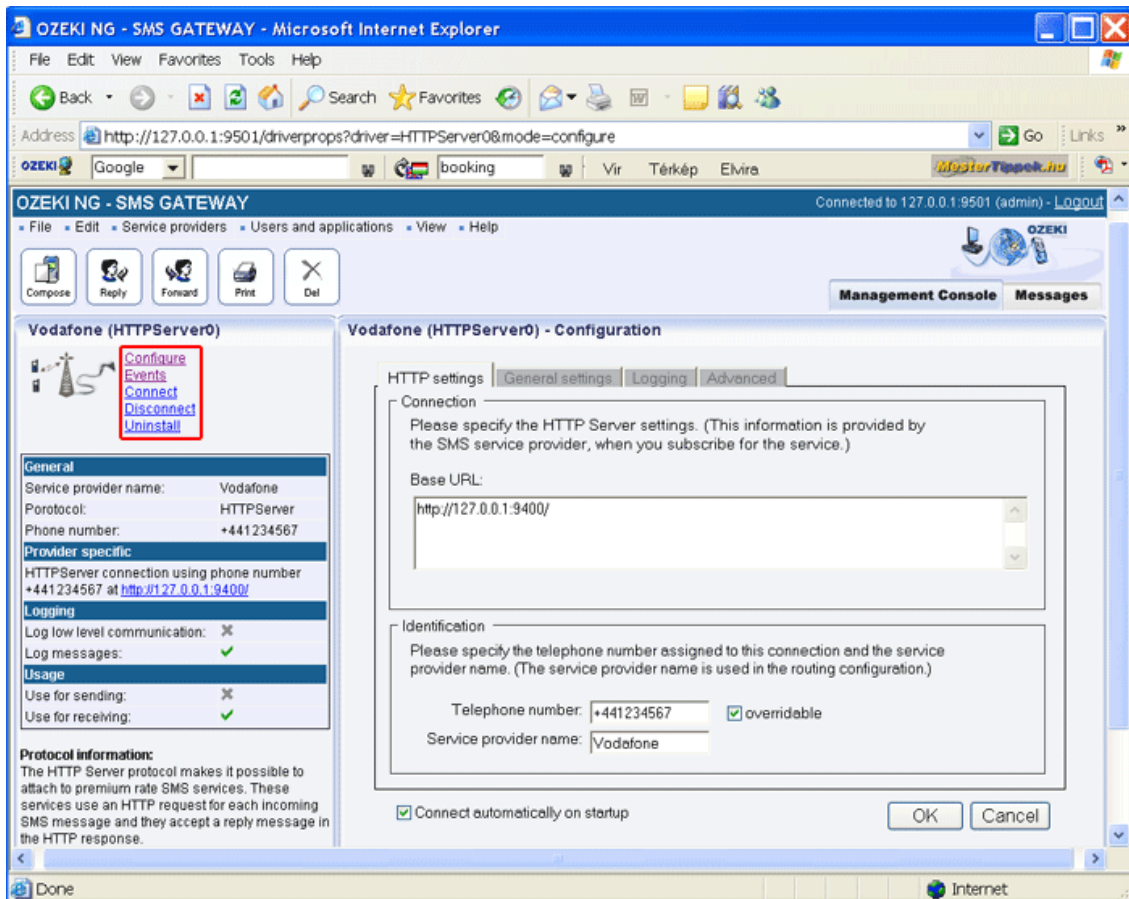 OZEKI NG - SMS GATEWAY - Microsoft Internet Explorer
File Edit View Favorites Tools Help
Back Search Favorites
Address http://127.0.0.1:9501/driverprops?driver=HTTPServer0&mode=configure Go Links »
OZEKI Google booking Vir Térkép Elvira MesterTippek.hu
OZEKI NG - SMS GATEWAY Connected to 127.0.0.1:9501 (admin) - Logout
File Edit Service providers Users and applications View Help
OZEKI
Compose Reply Forward Print Del
Management Console Messages
Vodafone (HTTPServer0)
Configure
Events
Connect
Disconnect
Uninstall
General
Service provider name: Vodafone
Porotocol: HTTPServer
Phone number: +441234567
Provider specific
HTTPServer connection using phone number
+441234567 at http://127.0.0.1:9400/
Logging
Log low level communication:
Log messages:
Usage
Use for sending:
Use for receiving:
Protocol information:
The HTTP Server protocol makes it possible to
attach to premium rate SMS services. These
services use an HTTP request for each incoming
SMS message and they accept a reply message in
the HTTP response.
Vodafone (HTTPServer0) - Configuration
HTTP settings General settings Logging Advanced
Connection
Please specify the HTTP Server settings. (This information is provided by
the SMS service provider, when you subscribe for the service.)
Base URL:
http://127.0.0.1:9400/
Identification
Please specify the telephone number assigned to this connection and the service
provider name. (The service provider name is used in the routing configuration.)
Telephone number: +441234567 overridable
Service provider name: Vodafone
Connect automatically on startup
OK Cancel
Done Internet